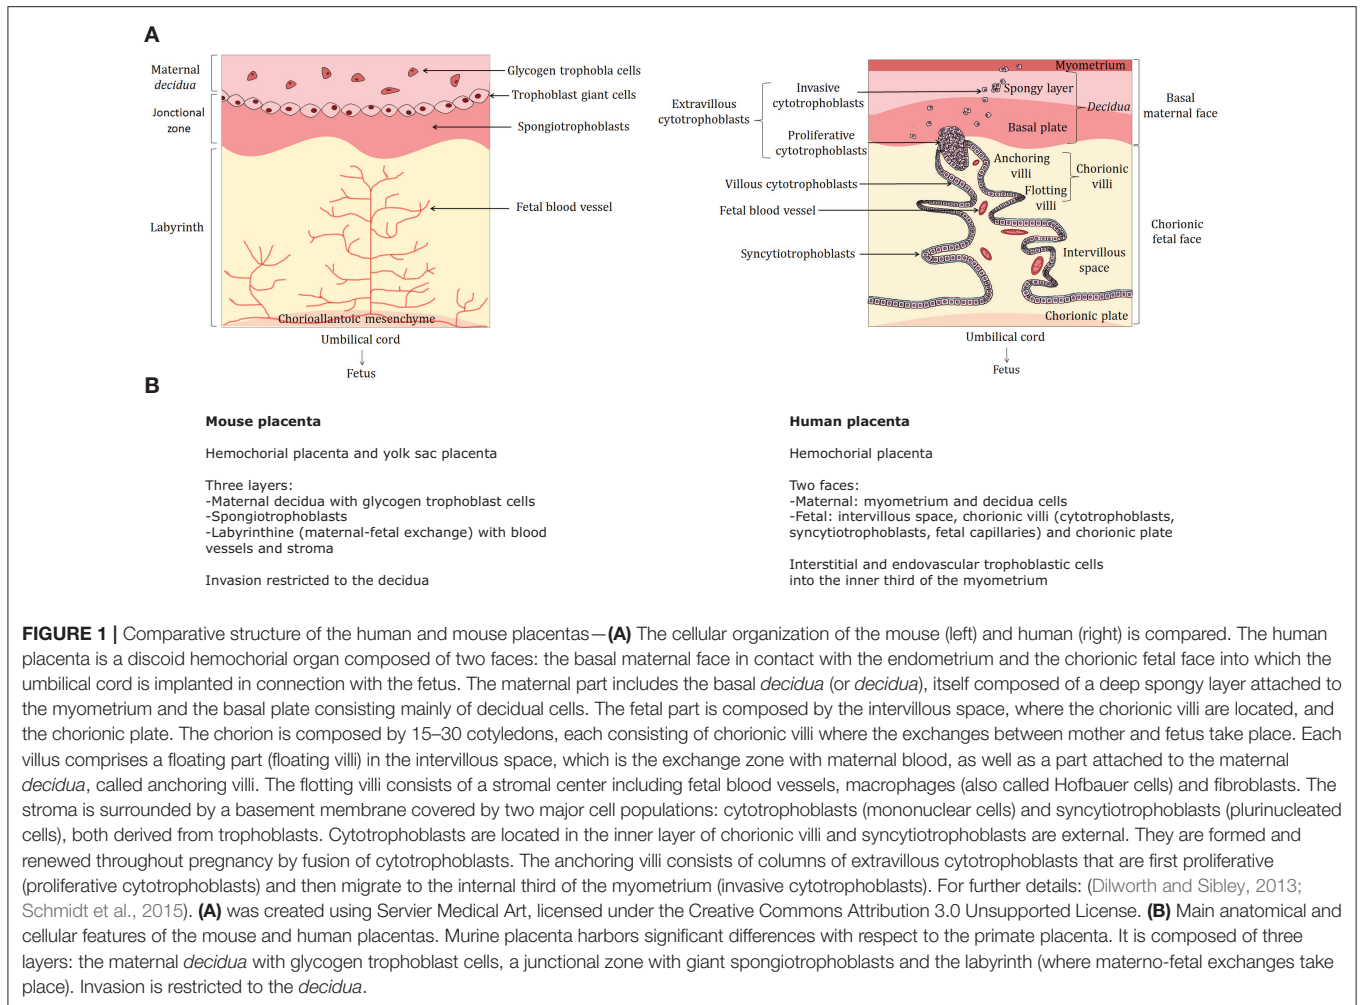 A
Maternal
decidua
Jonctional
zone
Labyrinth
Glycogen trophobla cells
Trophoblast giant cells
Spongiotrophoblasts
Fetal blood vessel
Chorioallantoic mesenchyme
Umbilical cord
Fetus
Extravillous
cytotrophoblasts
Invasive
cytotrophoblasts
Proliferative
cytotrophoblasts
Villous cytotrophoblasts
Fetal blood vessel
Syncytiotrophoblasts
Myometrium
Spongy layer
Decidua
Basal plate
Anchoring
villi
Flotting
villi
Chorionic
villi
Intervillous
space
Chorionic plate
Basal
maternal face
Chorionic
fetal face
Umbilical cord
Fetus
B
Mouse placenta
Hemochorial placenta and yolk sac placenta
Three layers:
-Maternal decidua with glycogen trophoblast cells
-Spongiotrophoblasts
-Labyrinthine (maternal-fetal exchange) with blood
vessels and stroma
Invasion restricted to the decidua
Human placenta
Hemochorial placenta
Two faces:
-Maternal: myometrium and decidua cells
-Fetal: intervillous space, chorionic villi (cytotrophoblasts,
syncytiotrophoblasts, fetal capillaries) and chorionic plate
Interstitial and endovascular trophoblastic cells
into the inner third of the myometrium
FIGURE 1 | Comparative structure of the human and mouse placentas—(A) The cellular organization of the mouse (left) and human (right) is compared. The human
placenta is a discoid hemochorial organ composed of two faces: the basal maternal face in contact with the endometrium and the chorionic fetal face into which the
umbilical cord is implanted in connection with the fetus. The maternal part includes the basal decidua (or decidua), itself composed of a deep spongy layer attached to
the myometrium and the basal plate consisting mainly of decidual cells. The fetal part is composed by the intervillous space, where the chorionic villi are located, and
the chorionic plate. The chorion is composed by 15–30 cotyledons, each consisting of chorionic villi where the exchanges between mother and fetus take place. Each
villus comprises a floating part (floating villi) in the intervillous space, which is the exchange zone with maternal blood, as well as a part attached to the maternal
decidua, called anchoring villi. The flotting villi consists of a stromal center including fetal blood vessels, macrophages (also called Hofbauer cells) and fibroblasts. The
stroma is surrounded by a basement membrane covered by two major cell populations: cytotrophoblasts (mononuclear cells) and syncytiotrophoblasts (plurinucleated
cells), both derived from trophoblasts. Cytotrophoblasts are located in the inner layer of chorionic villi and syncytiotrophoblasts are external. They are formed and
renewed throughout pregnancy by fusion of cytotrophoblasts. The anchoring villi consists of columns of extravillous cytotrophoblasts that are first proliferative
(proliferative cytotrophoblasts) and then migrate to the internal third of the myometrium (invasive cytotrophoblasts). For further details: (Dilworth and Sibley, 2013;
Schmidt et al., 2015). (A) was created using Servier Medical Art, licensed under the Creative Commons Attribution 3.0 Unsupported License. (B) Main anatomical and
cellular features of the mouse and human placentas. Murine placenta harbors significant differences with respect to the primate placenta. It is composed of three
layers: the maternal decidua with glycogen trophoblast cells, a junctional zone with giant spongiotrophoblasts and the labyrinth (where materno-fetal exchanges take
place). Invasion is restricted to the decidua.